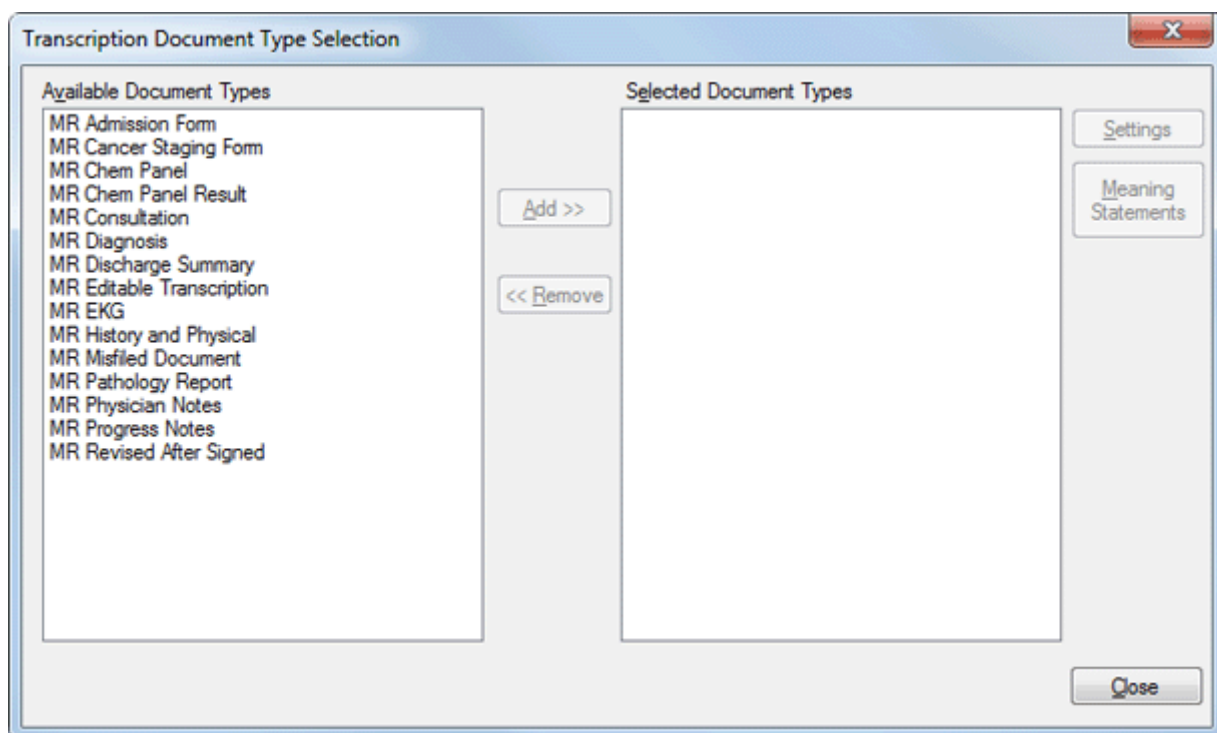 Transcription Document Type Selection
Available Document Types
MR Admission Form
MR Cancer Staging Form
MR Chem Panel
MR Chem Panel Result
MR Consultation
MR Diagnosis
MR Discharge Summary
MR Editable Transcription
MR EKG
MR History and Physical
MR Misfiled Document
MR Pathology Report
MR Physician Notes
MR Progress Notes
MR Revised After Signed
Add >>
<< Remove
Selected Document Types
Settings
Meaning
Statements
Close